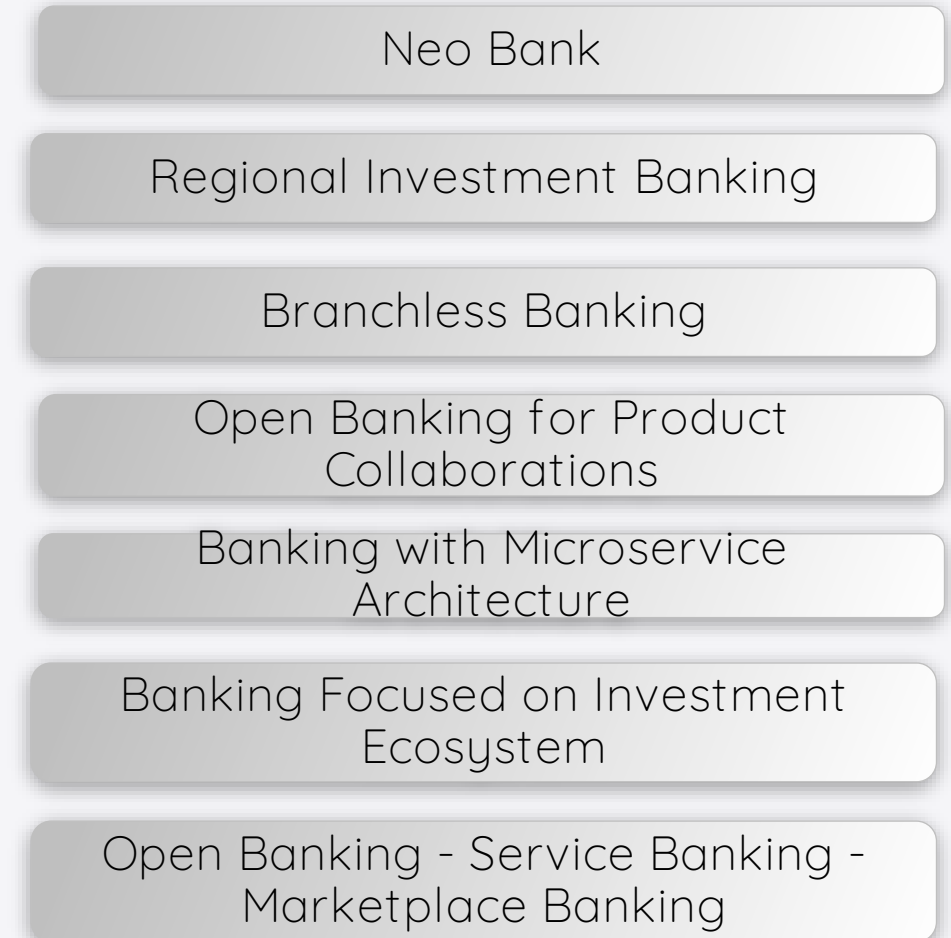 Neo Bank
Regional Investment Banking
Branchless Banking
Open Banking for Product
Collaborations
Banking with Microservice
Architecture
Banking Focused on Investment
Ecosystem
Open Banking - Service Banking -
Marketplace Banking